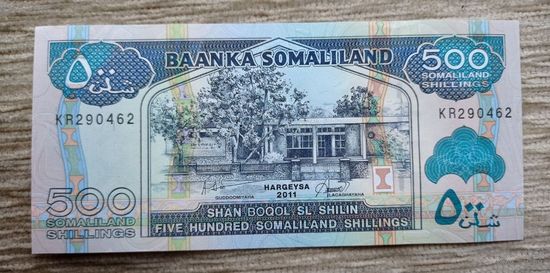 BAANKA SOMALILAND
٥٠٠
شلن
500
SOMALILAND
SHILLINGS
KR290462
KR290462
HARGEYSA
2011
GUDDOOMIYAHA
LACAGHAYAHA
500
SOMALILAND
SHILLINGS
SHAN BOQOL SL SHILIN
FIVE HUNDRED SOMALILAND SHILLINGS
٥٠٠
شلن